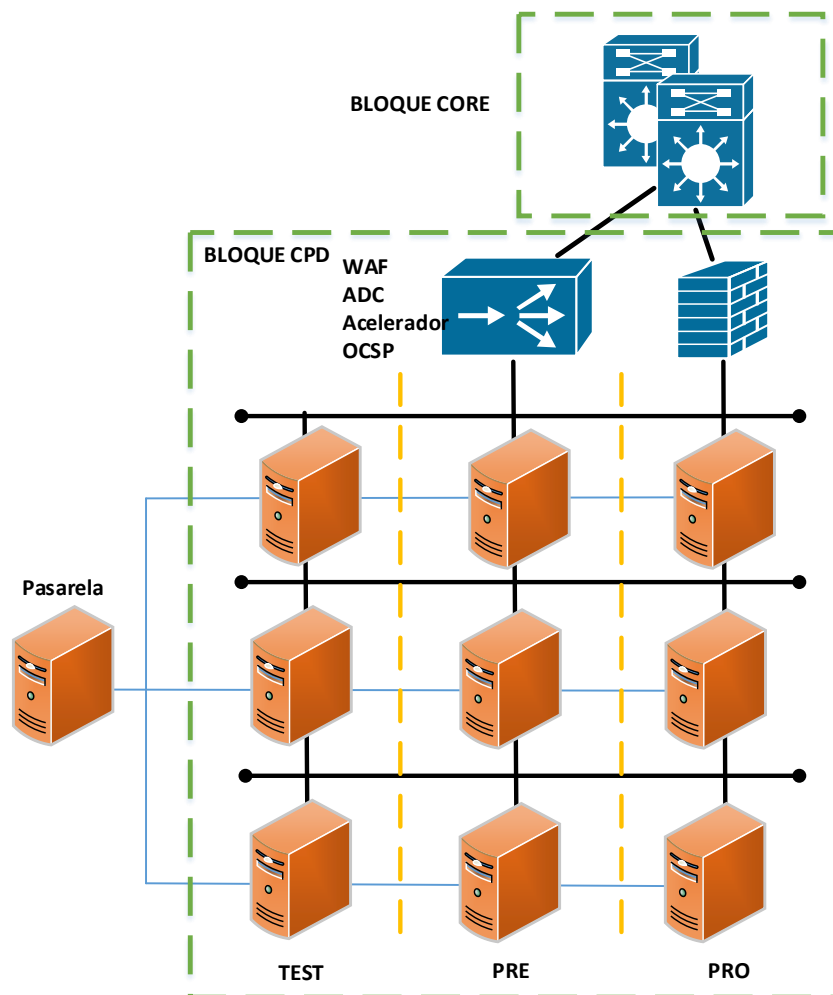 BLOQUE CORE
BLOQUE CPD
WAF
ADC
Acelerador
OCSP
Pasarela
TEST
PRE
PRO